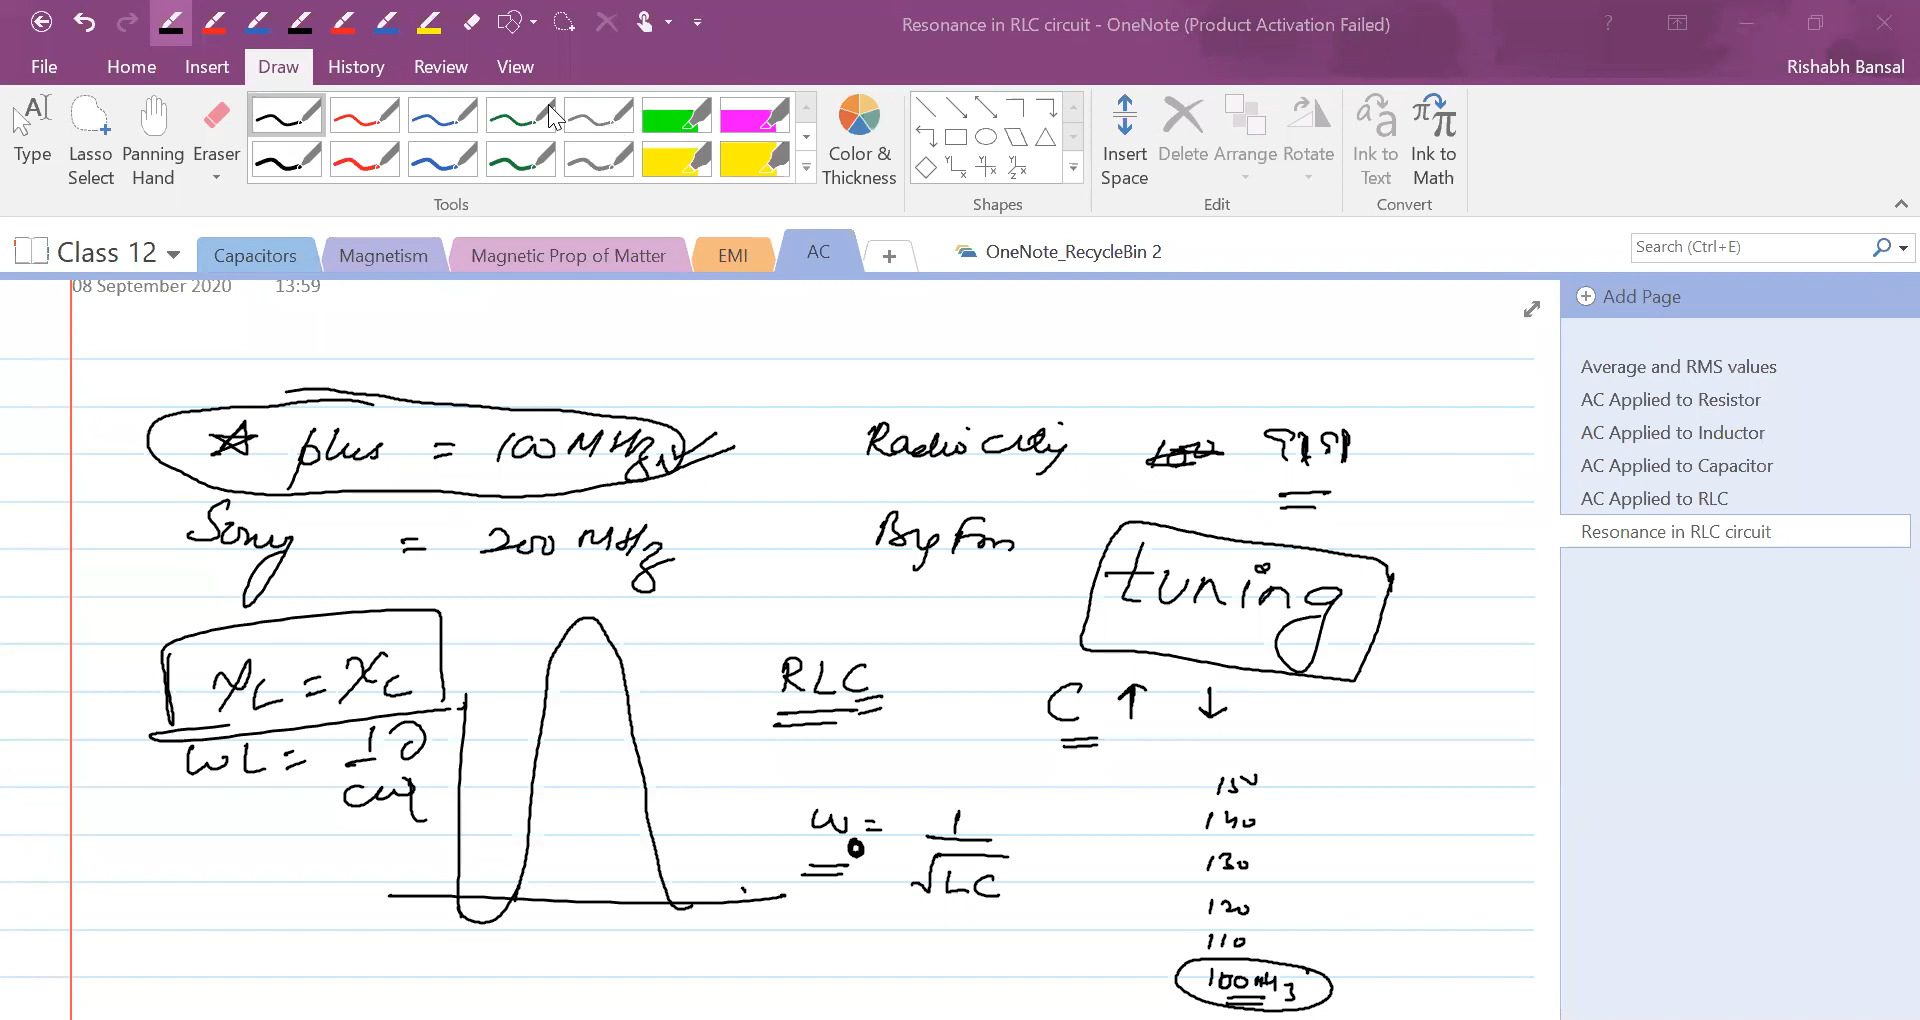 Resonance in RLC circuit - OneNote (Product Activation Failed)
?
File Home Insert Draw History Review View
Rishabh Bansal
Type
Lasso Select
Panning Hand
Eraser
Color & Thickness
Insert Space
Delete
Arrange
Rotate
Ink to Text
Ink to Math
Tools
Shapes
Edit
Convert
Class 12
Capacitors
Magnetism
Magnetic Prop of Matter
EMI
AC
+
OneNote_RecycleBin 2
Search (Ctrl+E)
08 September 2020 13:59
Add Page
Average and RMS values
AC Applied to Resistor
AC Applied to Inductor
AC Applied to Capacitor
AC Applied to RLC
Resonance in RLC circuit
☆ plus = 100 MHz
Radio City
Sony = 200 MHz
tuning
XL = XC
RLC
C ↑ ↓
ωL = 1
ω₀ = 1/√LC
150
140
130
120
110
100 MHz